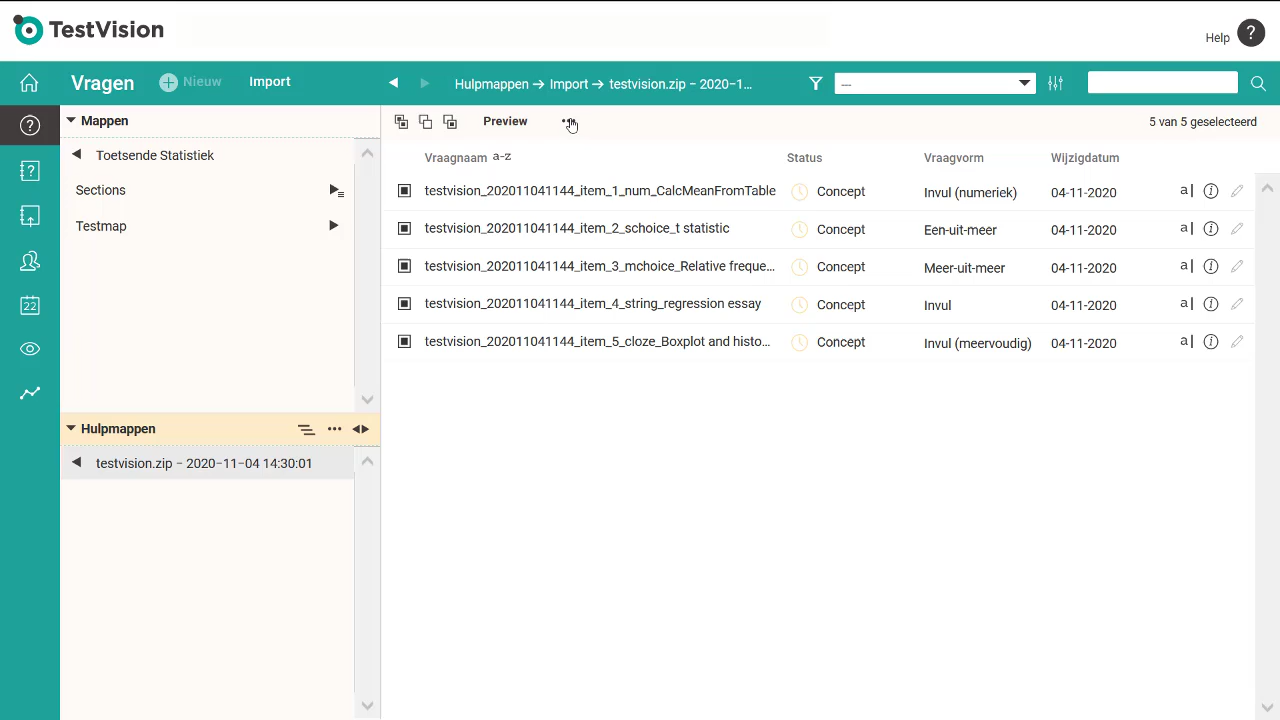 TestVision
Help ?
Vragen Nieuw Import Hulpmappen → Import → testvision.zip - 2020-1... ---
Mappen Preview 5 van 5 geselecteerd
Toetsende Statistiek
Sections
Testmap
Vraagnaam a-z Status Vraagvorm Wijzigdatum
testvision_202011041144_item_1_num_CalcMeanFromTable Concept Invul (numeriek) 04-11-2020 a| i
testvision_202011041144_item_2_schoice_t statistic Concept Een-uit-meer 04-11-2020 a| i
testvision_202011041144_item_3_mchoice_Relative freque... Concept Meer-uit-meer 04-11-2020 a| i
testvision_202011041144_item_4_string_regression essay Concept Invul 04-11-2020 a| i
testvision_202011041144_item_5_cloze_Boxplot and histo... Concept Invul (meervoudig) 04-11-2020 a| i
?
?
22
Hulpmappen
testvision.zip - 2020-11-04 14:30:01